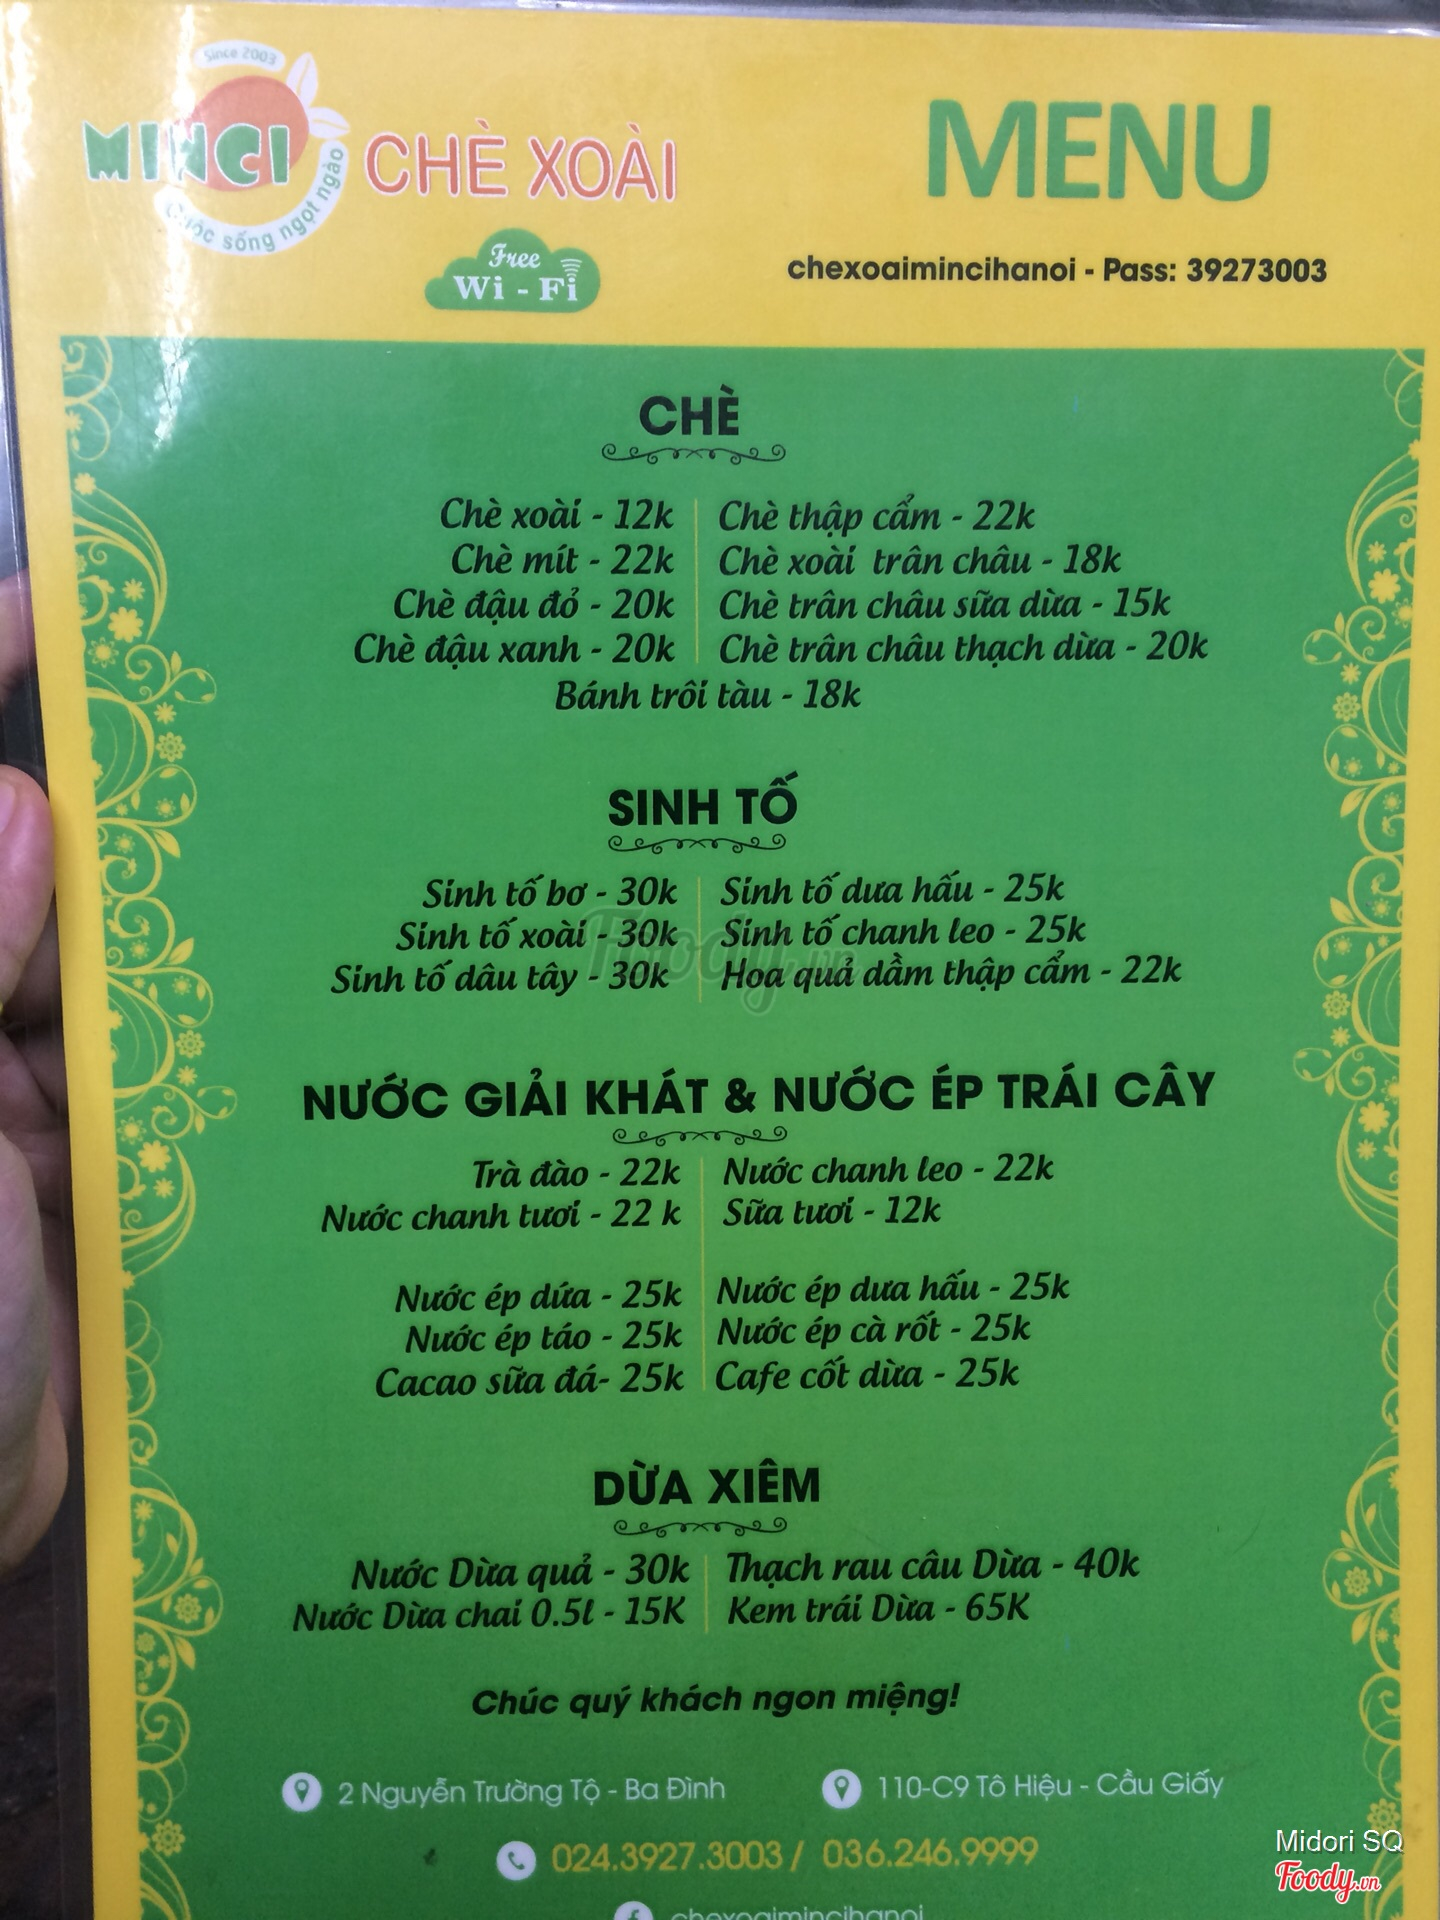 Since 2003
MINCI
Cuộc sống ngọt ngào
CHÈ XOÀI
MENU
Free
Wi - Fi
chexoaimincihanoi - Pass: 39273003
CHÈ
Chè xoài - 12k
Chè thập cẩm - 22k
Chè mít - 22k
Chè xoài trân châu - 18k
Chè đậu đỏ - 20k
Chè trân châu sữa dừa - 15k
Chè đậu xanh - 20k
Chè trân châu thạch dừa - 20k
Bánh trôi tàu - 18k
SINH TỐ
Sinh tố bơ - 30k
Sinh tố dưa hấu - 25k
Sinh tố xoài - 30k
Sinh tố chanh leo - 25k
Sinh tố dâu tây - 30k
Hoa quả dầm thập cẩm - 22k
Foody.vn
NƯỚC GIẢI KHÁT & NƯỚC ÉP TRÁI CÂY
Trà đào - 22k
Nước chanh leo - 22k
Nước chanh tươi - 22 k
Sữa tươi - 12k
Nước ép dứa - 25k
Nước ép dưa hấu - 25k
Nước ép táo - 25k
Nước ép cà rốt - 25k
Cacao sữa đá- 25k
Cafe cốt dừa - 25k
DỪA XIÊM
Nước Dừa quả - 30k
Thạch rau câu Dừa - 40k
Nước Dừa chai 0.5l - 15K
Kem trái Dừa - 65K
Chúc quý khách ngon miệng!
2 Nguyễn Trường Tộ - Ba Đình
110-C9 Tô Hiệu - Cầu Giấy
024.3927.3003 / 036.246.9999
chexoaimincihanoi
Midori SQ
Foody.vn